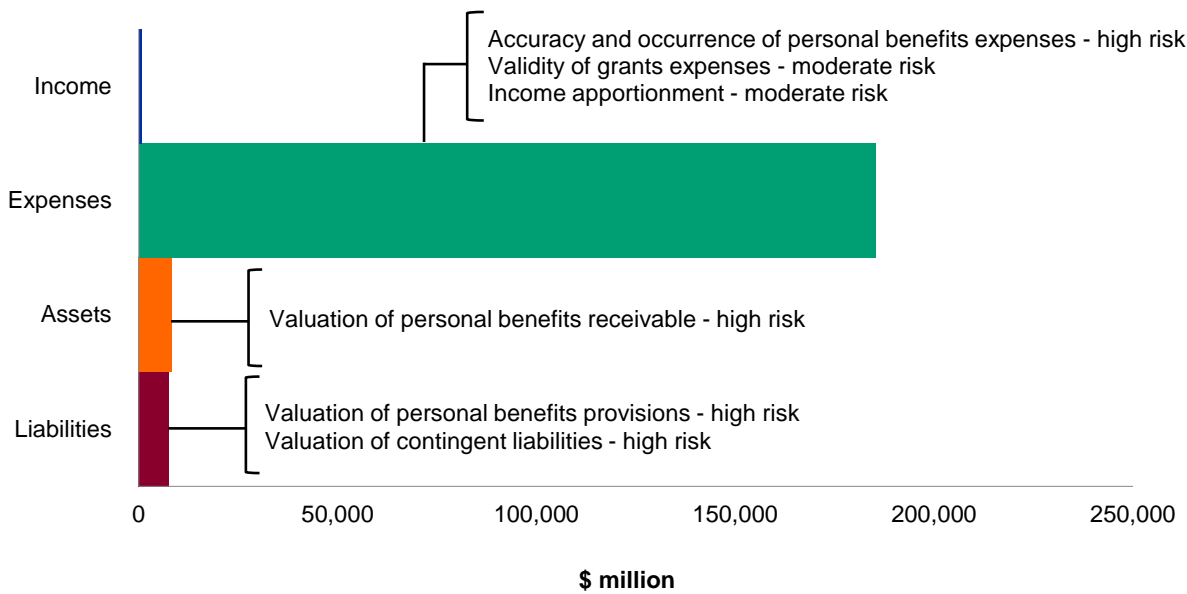 Accuracy and occurrence of personal benefits expenses - high risk
Validity of grants expenses - moderate risk
Income apportionment - moderate risk
Income
Expenses
Assets
Valuation of personal benefits receivable - high risk
Liabilities
Valuation of personal benefits provisions - high risk
Valuation of contingent liabilities - high risk
0 50,000 100,000 150,000 200,000 250,000
$ million